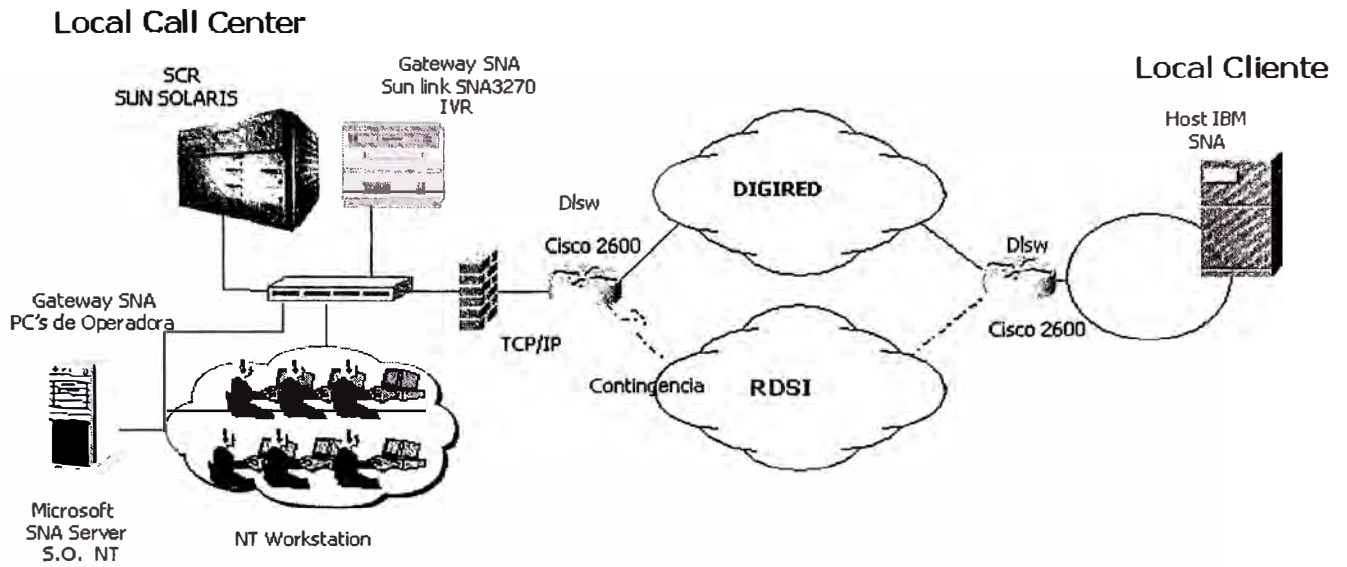 Local Call Center
SCR
SUN SOLARIS
Gateway SNA
Sun link SNA3270
IVR
Local Cliente
Host IBM
SNA
DIGIRED
Dlsw
Cisco 2600
Dlsw
Cisco 2600
Gateway SNA
PC's de Operadora
TCP/IP
Contingencia
RDSI
Microsoft
SNA Server
S.O. NT
NT Workstation